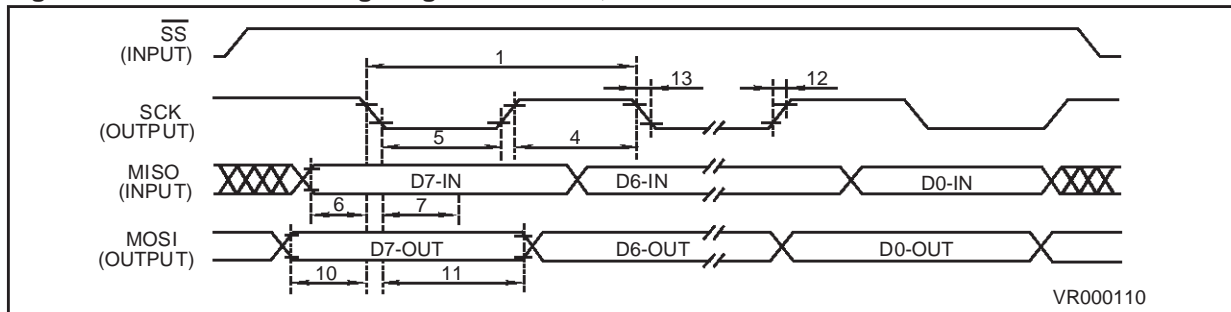 SS
(INPUT)
1
13
12
SCK
(OUTPUT)
5
4
MISO
(INPUT)
D7-IN
D6-IN
D0-IN
6
7
MOSI
(OUTPUT)
D7-OUT
D6-OUT
D0-OUT
10
11
VR000110